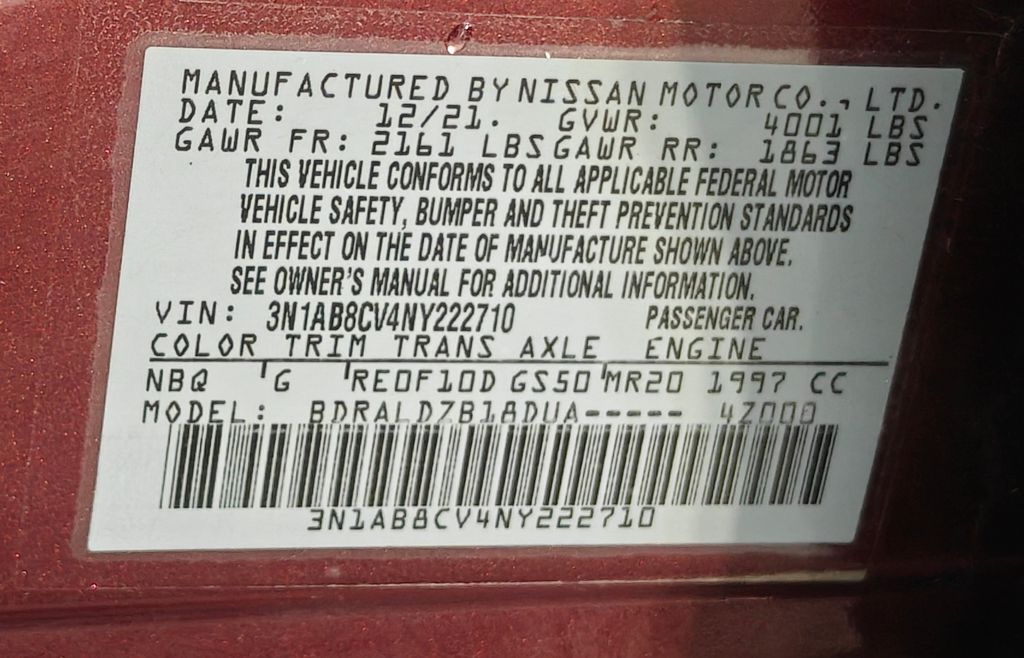 MANUFACTURED BY NISSAN MOTOR CO., LTD.
DATE: 12/21. GVWR: 4001 LBS
GAWR FR: 2161 LBS GAWR RR: 1863 LBS
THIS VEHICLE CONFORMS TO ALL APPLICABLE FEDERAL MOTOR
VEHICLE SAFETY, BUMPER AND THEFT PREVENTION STANDARDS
IN EFFECT ON THE DATE OF MANUFACTURE SHOWN ABOVE.
SEE OWNER'S MANUAL FOR ADDITIONAL INFORMATION.
VIN: 3N1AB8CV4NY222710 PASSENGER CAR.
COLOR TRIM TRANS AXLE ENGINE
NBQ G RE0F10D GS50 MR20 1997 CC
MODEL: BDRALDZB18DUA----- 4Z000
3N1AB8CV4NY222710